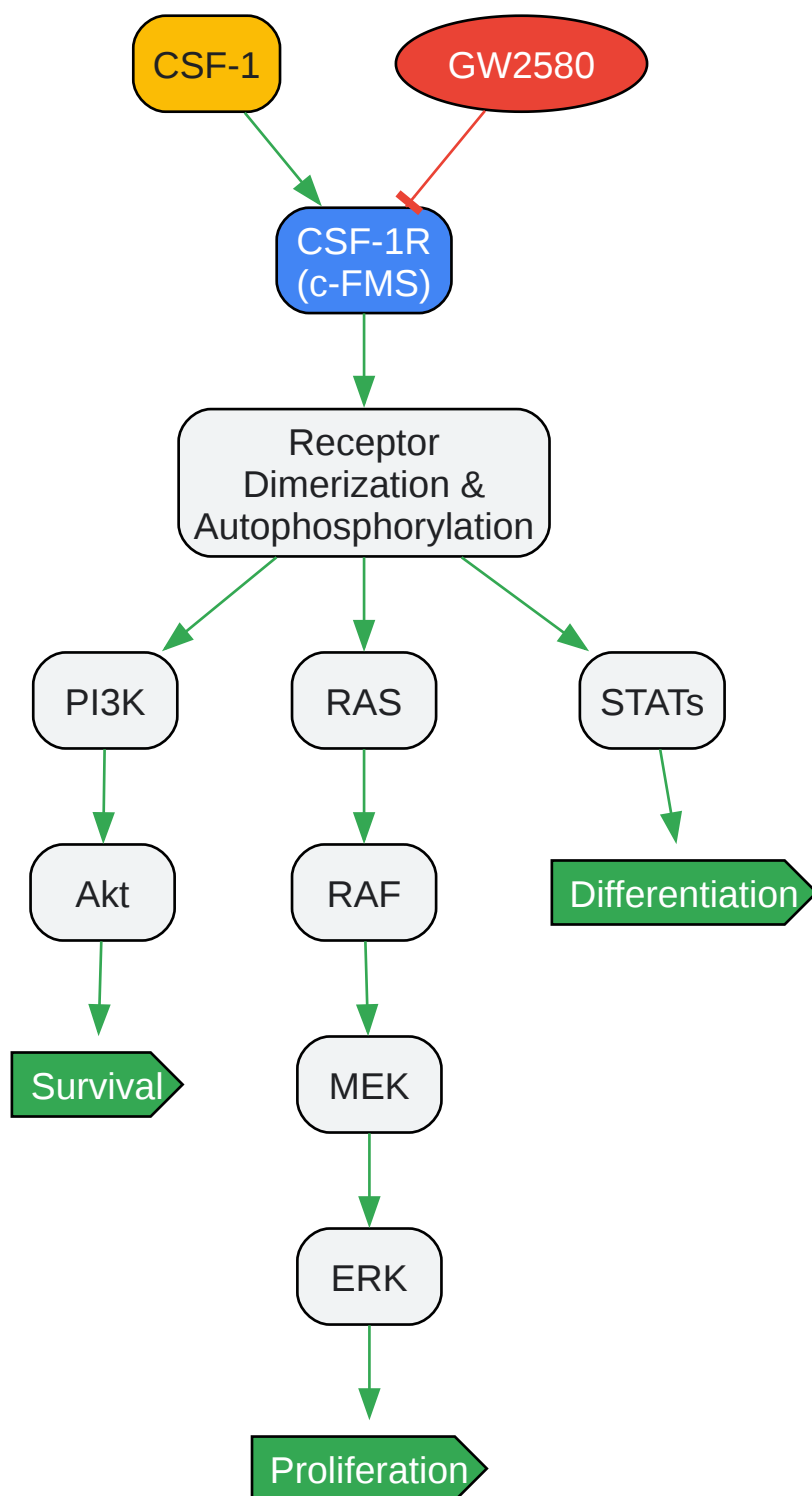 CSF-1
GW2580
CSF-1R
(c-FMS)
Receptor
Dimerization &
Autophosphorylation
PI3K
RAS
STATs
Akt
RAF
Differentiation
Survival
MEK
ERK
Proliferation